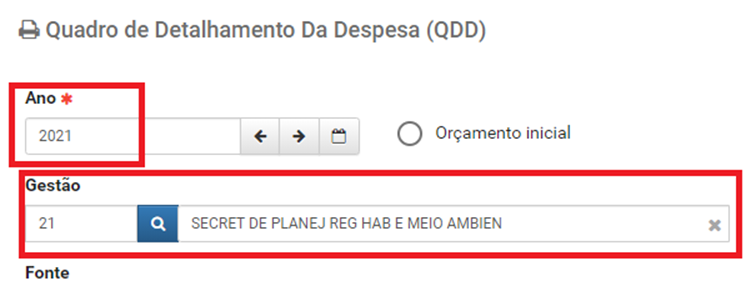 Quadro de Detalhamento Da Despesa (QDD)
Ano *
2021
Orçamento inicial
Gestão
21 SECRET DE PLANEJ REG HAB E MEIO AMBIEN
Fonte